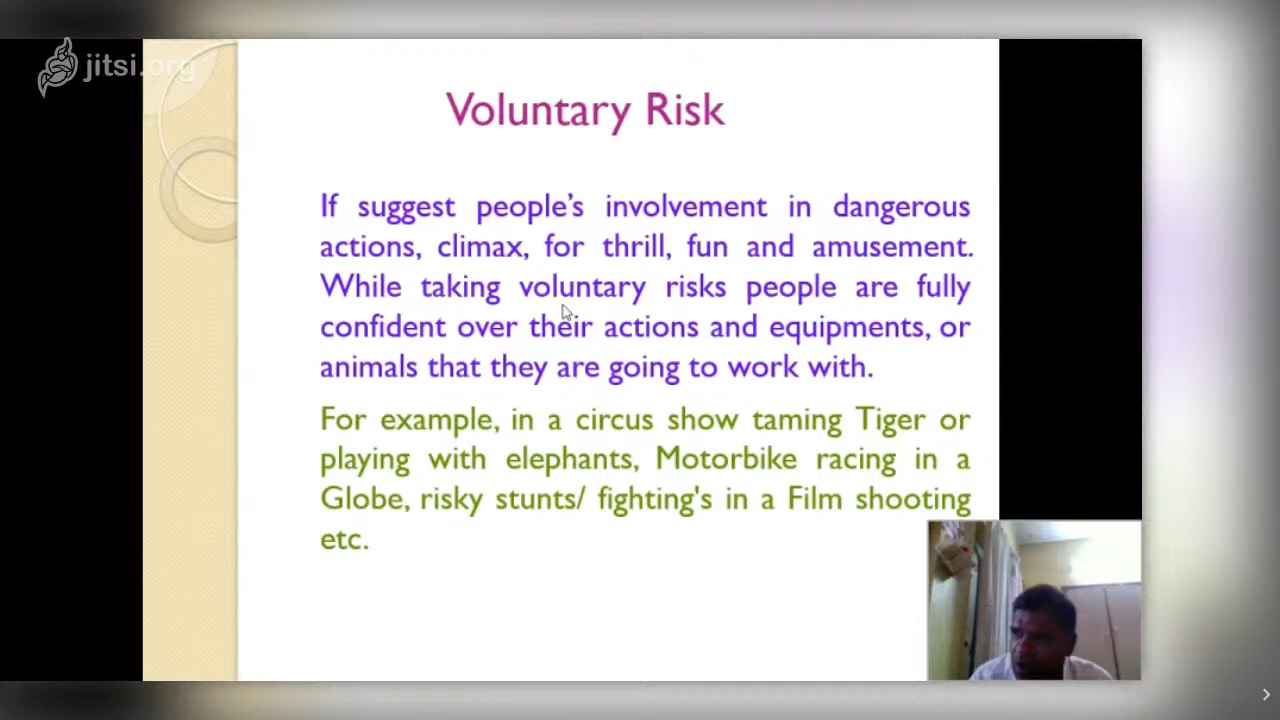 jitsi.org
Voluntary Risk
If suggest people's involvement in dangerous
actions, climax, for thrill, fun and amusement.
While taking voluntary risks people are fully
confident over their actions and equipments, or
animals that they are going to work with.
For example, in a circus show taming Tiger or
playing with elephants, Motorbike racing in a
Globe, risky stunts/ fighting's in a Film shooting
etc.